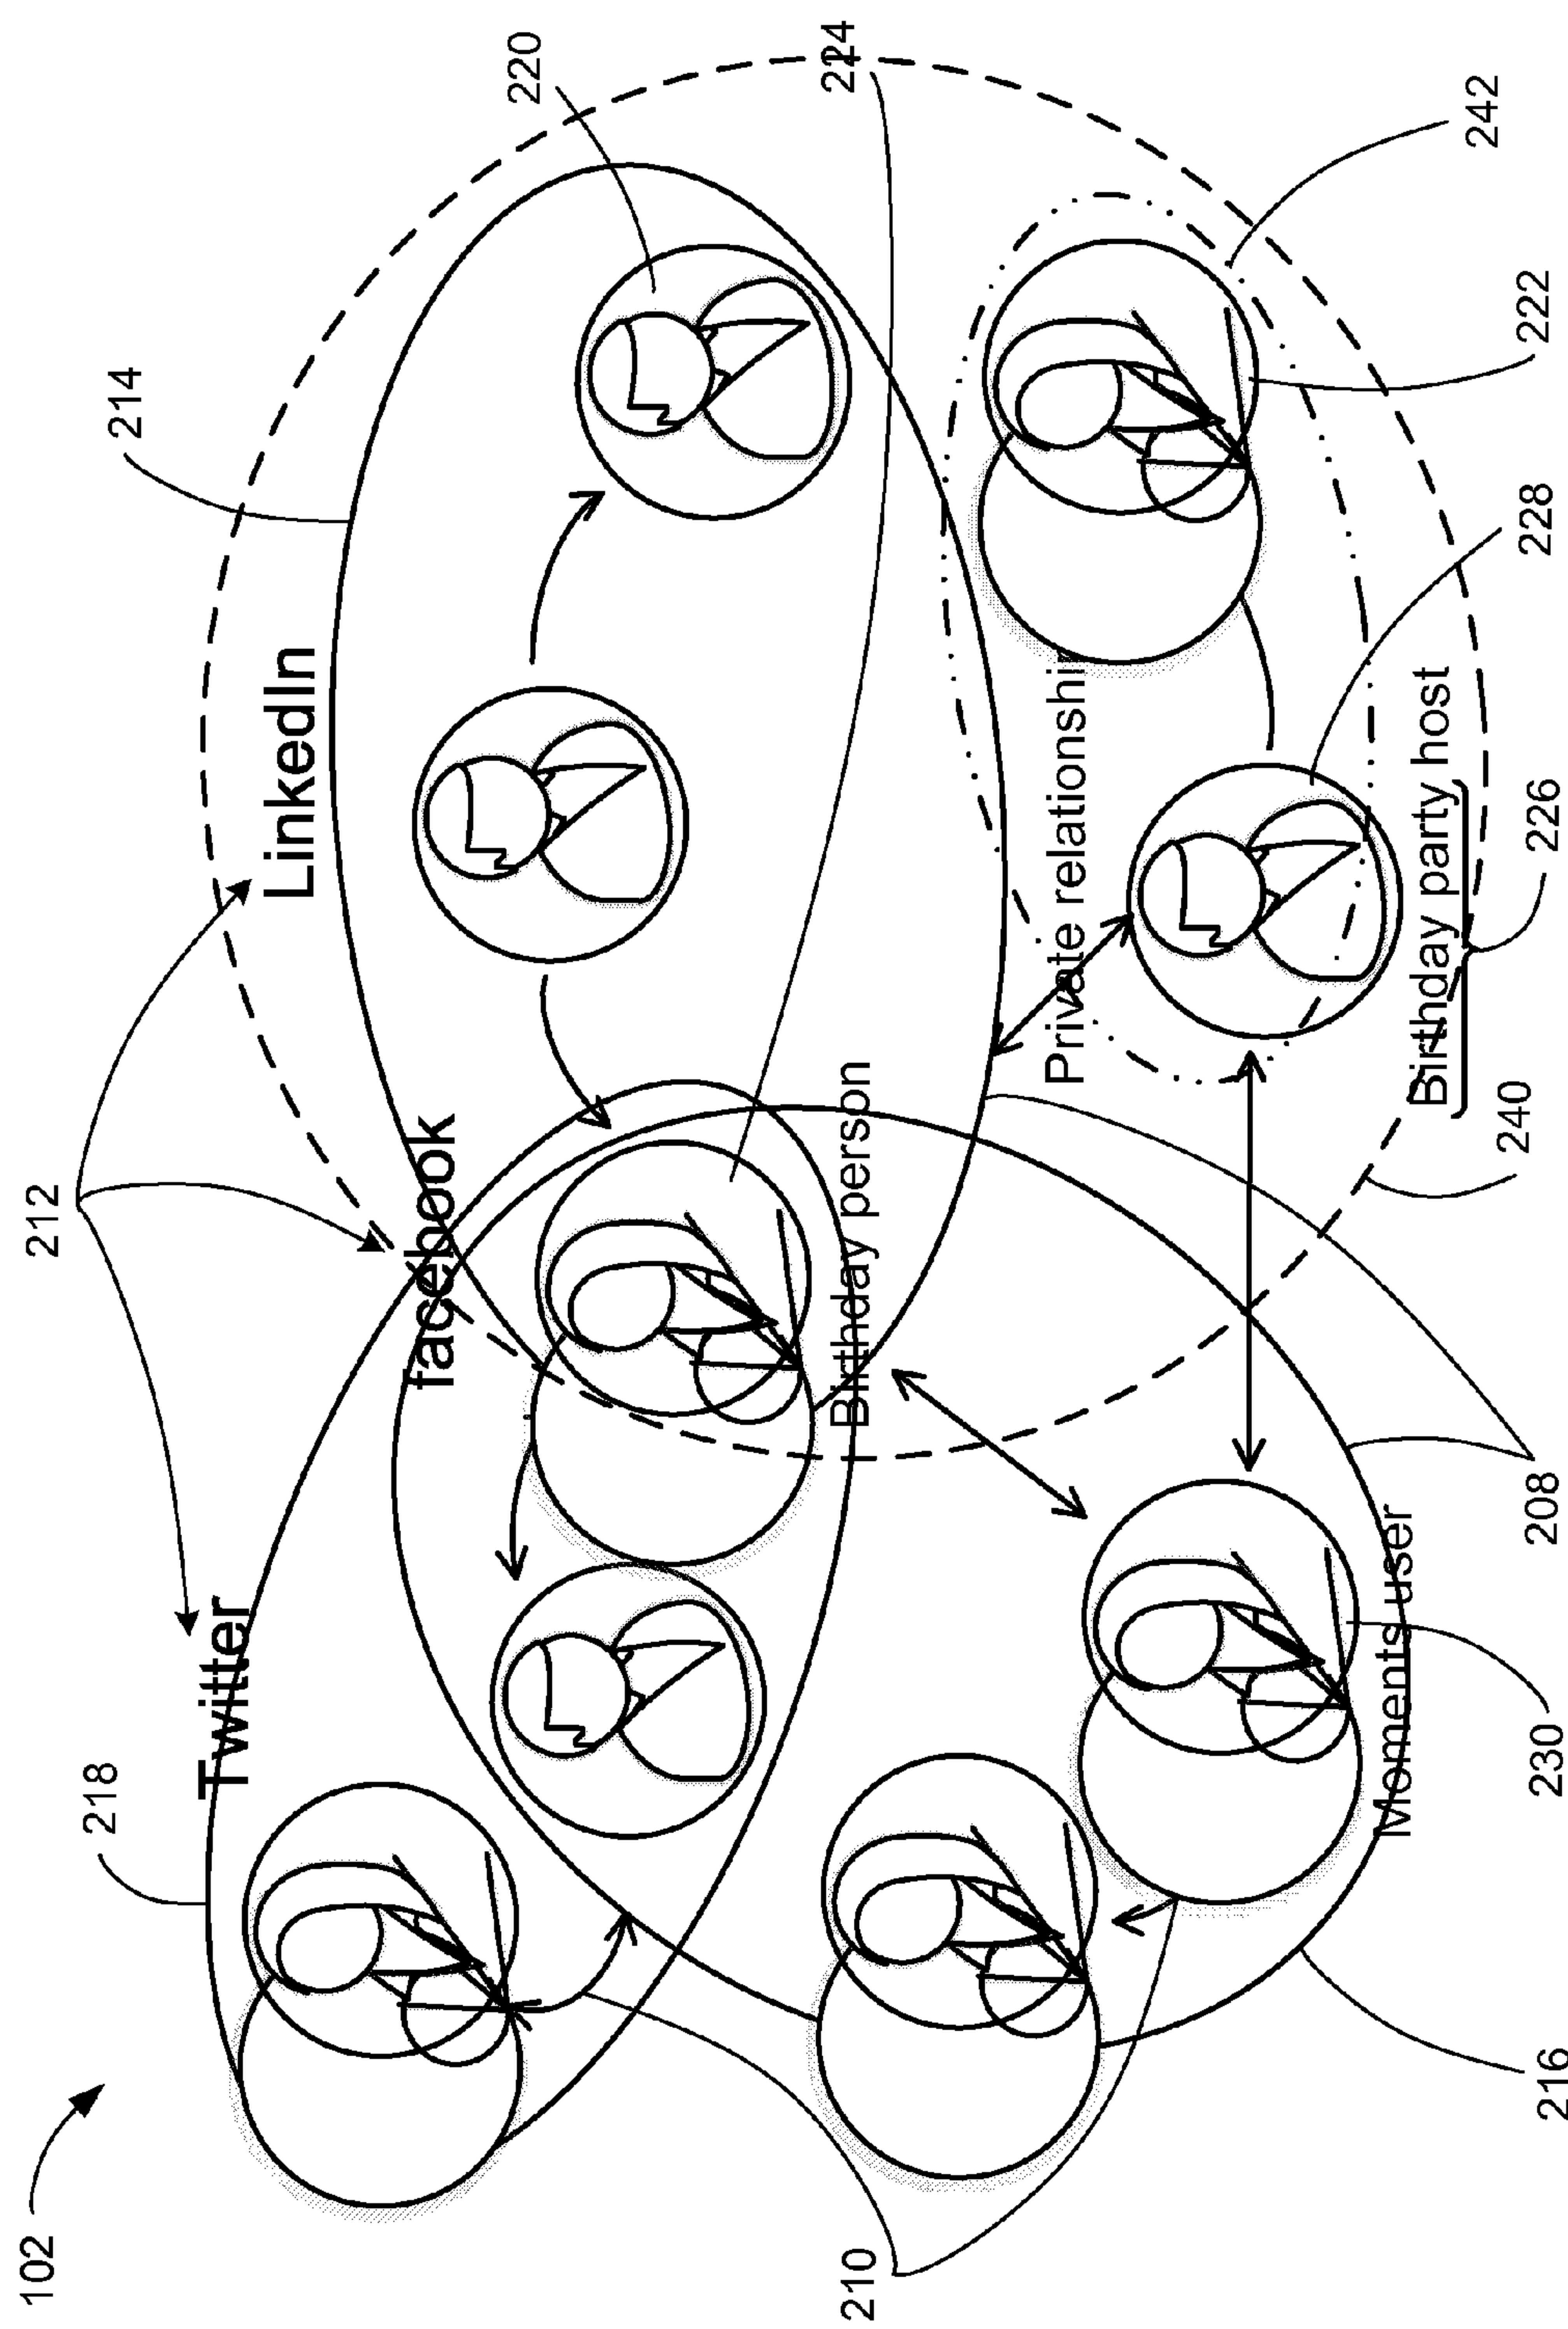 102
218
212
214
220
224
Twitter
facebook
LinkedIn
Birthday person
Private relationshi
Moments user
Birthday party host
210
216
230
208
240
226
228
222
242